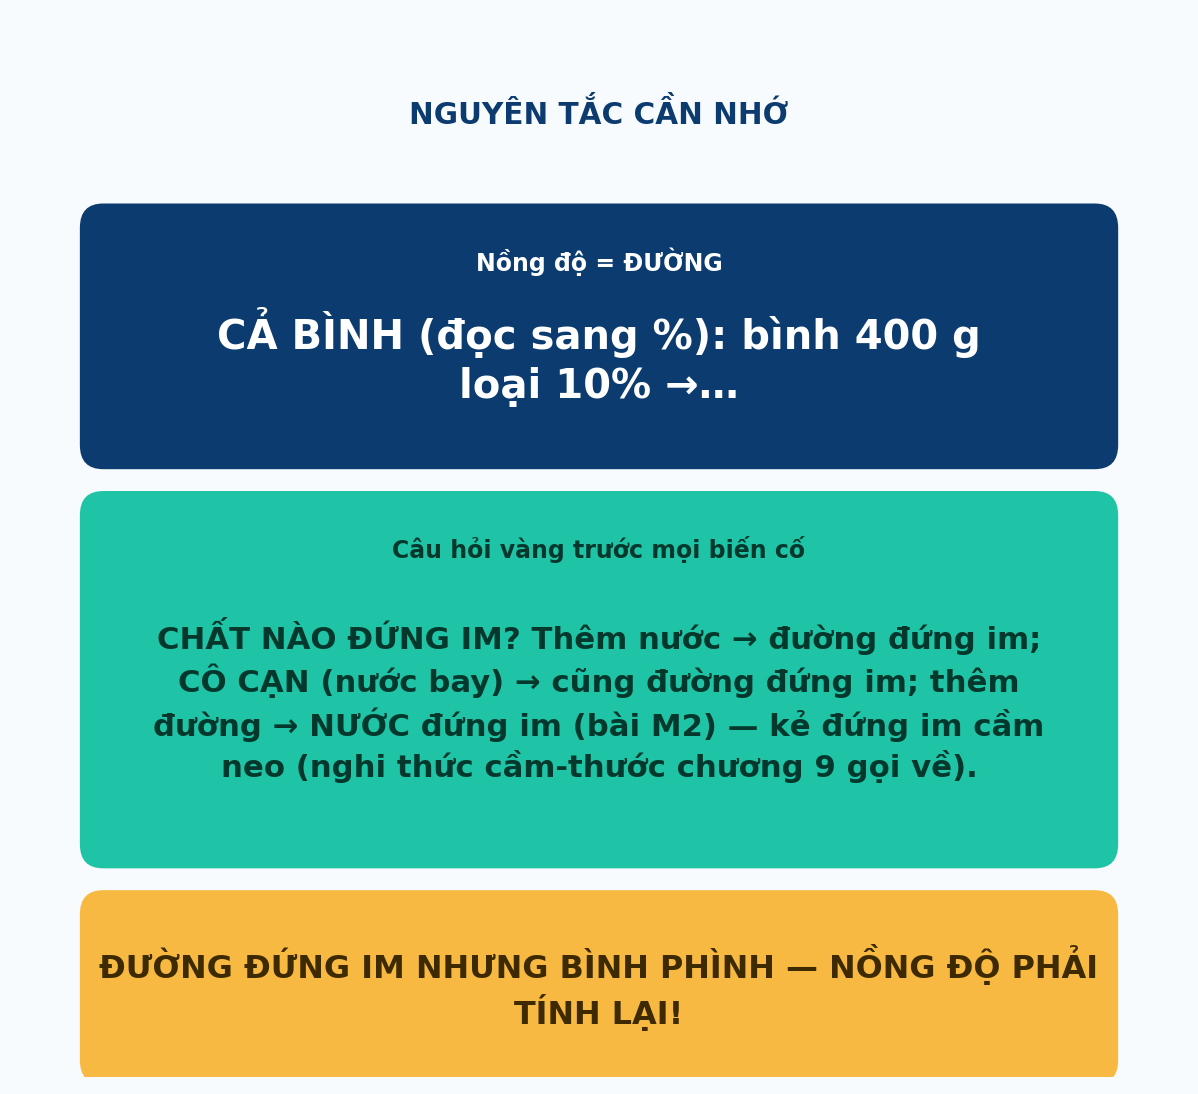 NGUYÊN TẮC CẦN NHỚ
Nồng độ = ĐƯỜNG
CẢ BÌNH (đọc sang %): bình 400 g
loại 10% →…
Câu hỏi vàng trước mọi biến cố
CHẤT NÀO ĐỨNG IM? Thêm nước → đường đứng im;
CÔ CẠN (nước bay) → cũng đường đứng im; thêm
đường → NƯỚC đứng im (bài M2) — kẻ đứng im cầm
neo (nghi thức cầm-thước chương 9 gọi về).
ĐƯỜNG ĐỨNG IM NHƯNG BÌNH PHÌNH — NỒNG ĐỘ PHẢI
TÍNH LẠI!